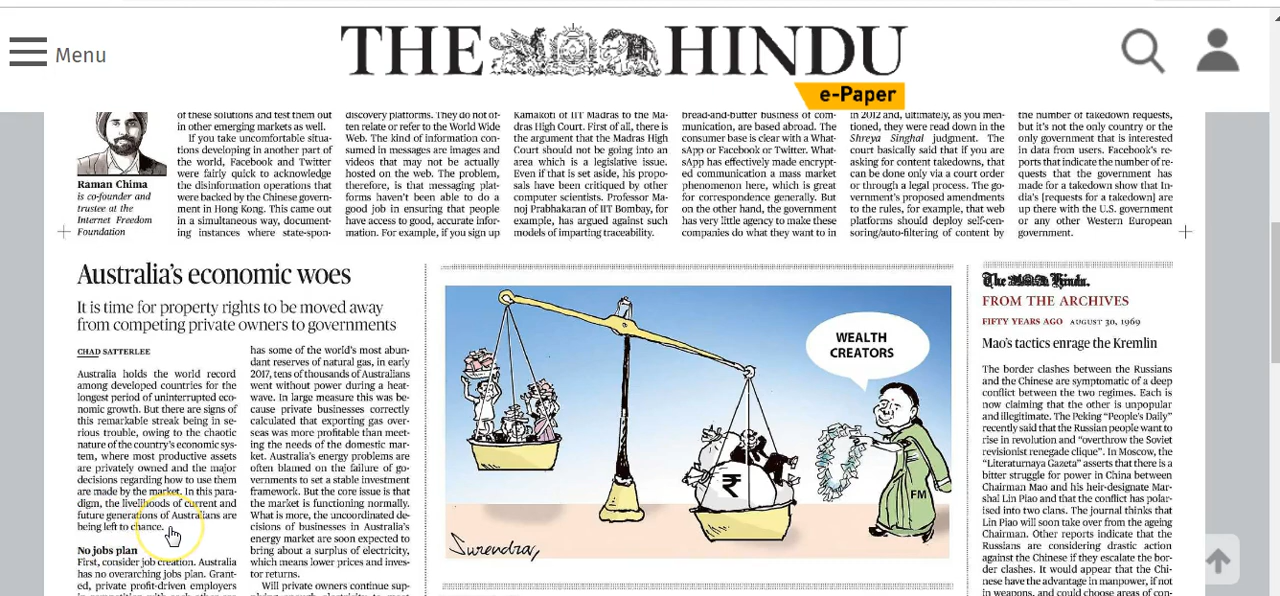 Menu
THE HINDU
e-Paper
Raman Chima
is co-founder and
trustee at the
Internet Freedom
Foundation
of these solutions and test them out
in other emerging markets as well.
If you take uncomfortable situa-
tions developing in another part of
the world, Facebook and Twitter
were fairly quick to acknowledge
the disinformation operations that
were backed by the Chinese govern-
ment in Hong Kong. This came out
in a simultaneous way, document-
ing instances where state-spon-
discovery platforms. They do not of-
ten relate or refer to the World Wide
Web. The kind of information con-
sumed in messages are images and
videos that may not be actually
hosted on the web. The problem,
therefore, is that messaging plat-
forms haven't been able to do a
good job in ensuring that people
have access to good, accurate infor-
mation. For example, if you sign up
Kamakoti of IIT Madras to the Ma-
dras High Court. First of all, there is
the argument that the Madras High
Court should not be going into an
area which is a legislative issue.
Even if that is set aside, his propo-
sals have been critiqued by other
computer scientists. Professor Ma-
noj Prabhakaran of IIT Bombay, for
example, has argued against such
models of imparting traceability.
bread-and-butter business of com-
munication, are based abroad. The
consumer base is clear with a What-
sApp or Facebook or Twitter. What-
sApp has effectively made encrypt-
ed communication a mass market
phenomenon here, which is great
for correspondence generally. But
on the other hand, the government
has very little agency to make these
companies do what they want to in
in 2012 and, ultimately, as you men-
tioned, they were read down in the
Shreya Singhal judgment. The
court basically said that if you are
asking for content takedowns, that
can be done only via a court order
or through a legal process. The go-
vernment's proposed amendments
to the rules, for example, that web
platforms should deploy self-cen-
soring/auto-filtering of content by
the number of takedown requests,
but it's not the only country or the
only government that is interested
in data from users. Facebook's re-
ports that indicate the number of re-
quests that the government has
made for a takedown show that In-
dia's [requests for a takedown] are
up there with the U.S. government
or any other Western European
government.
Australia's economic woes
It is time for property rights to be moved away
from competing private owners to governments
CHAD SATTERLEE
Australia holds the world record
among developed countries for the
longest period of uninterrupted eco-
nomic growth. But there are signs of
this remarkable streak being in se-
rious trouble, owing to the chaotic
nature of the country's economic sys-
tem, where most productive assets
are privately owned and the major
decisions regarding how to use them
are made by the market. In this para-
digm, the livelihoods of current and
future generations of Australians are
being left to chance.
No jobs plan
First, consider job creation. Australia
has no overarching jobs plan. Grant-
ed, private profit-driven employers
has some of the world's most abun-
dant reserves of natural gas, in early
2017, tens of thousands of Australians
went without power during a heat-
wave. In large measure this was be-
cause private businesses correctly
calculated that exporting gas over-
seas was more profitable than meet-
ing the needs of the domestic mar-
ket. Australia's energy problems are
often blamed on the failure of go-
vernments to set a stable investment
framework. But the core issue is that
the market is functioning normally.
What is more, the uncoordinated de-
cisions of businesses in Australia's
energy market are soon expected to
bring about a surplus of electricity,
which means lower prices and inves-
tor returns.
Will private owners continue sup-
WEALTH
CREATORS
₹
FM
Surendra
The Hindu.
FROM THE ARCHIVES
FIFTY YEARS AGO AUGUST 30, 1969
Mao's tactics enrage the Kremlin
The border clashes between the Russians
and the Chinese are symptomatic of a deep
conflict between the two regimes. Each is
now claiming that the other is unpopular
and illegitimate. The Peking "People's Daily"
recently said that the Russian people want to
rise in revolution and "overthrow the Soviet
revisionist renegade clique". In Moscow, the
"Literaturnaya Gazeta" asserts that there is a
bitter struggle for power in China between
Chairman Mao and his heir-designate Mar-
shal Lin Piao and that the conflict has polar-
ised into two camps. The journal thinks that
Lin Piao will soon take over from the ageing
Chairman. Other reports indicate that the
Russians are considering drastic action
against the Chinese if they escalate the bor-
der clashes. It would appear that the Chi-
nese have the advantage in manpower, if not
in weapons, and could choose areas of con-